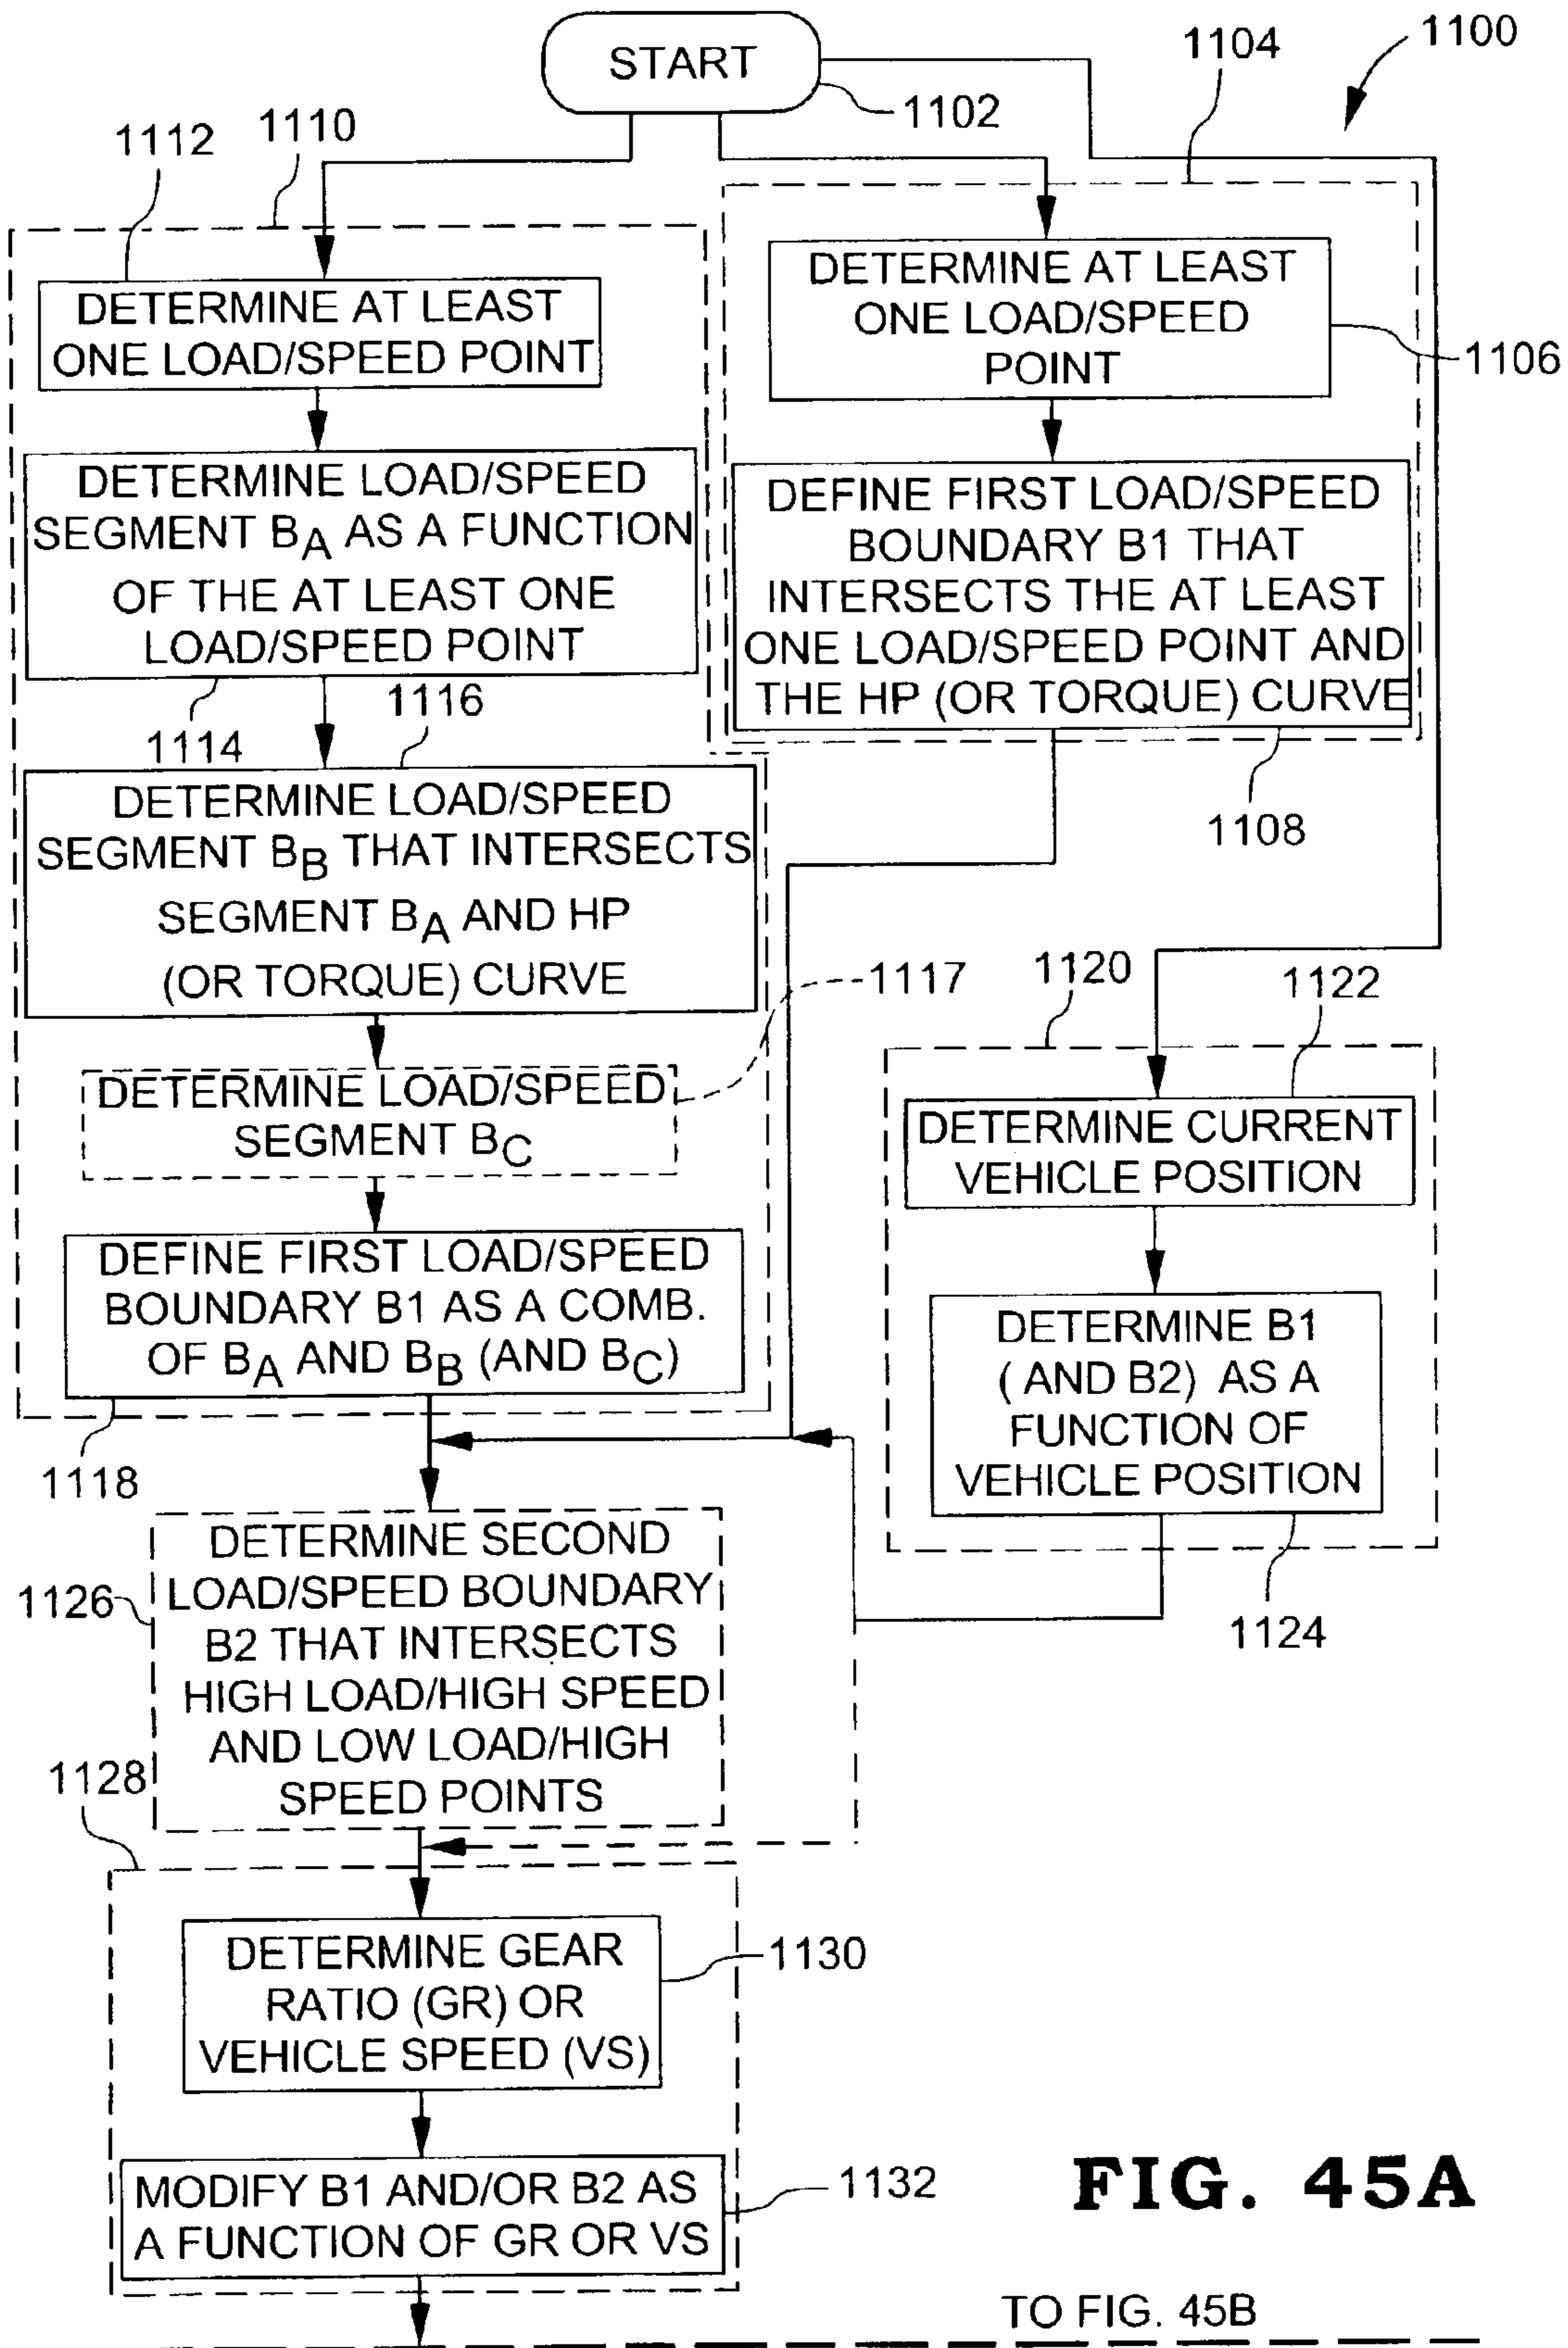 START
1102
1104
1100
1112
1110
DETERMINE AT LEAST
ONE LOAD/SPEED POINT
DETERMINE LOAD/SPEED
SEGMENT BA AS A FUNCTION
OF THE AT LEAST ONE
LOAD/SPEED POINT
1114
1116
DETERMINE LOAD/SPEED
SEGMENT BB THAT INTERSECTS
SEGMENT BA AND HP
(OR TORQUE) CURVE
1117
DETERMINE LOAD/SPEED
SEGMENT BC
DEFINE FIRST LOAD/SPEED
BOUNDARY B1 AS A COMB.
OF BA AND BB (AND BC)
1118
DETERMINE AT LEAST
ONE LOAD/SPEED
POINT
1106
DEFINE FIRST LOAD/SPEED
BOUNDARY B1 THAT
INTERSECTS THE AT LEAST
ONE LOAD/SPEED POINT AND
THE HP (OR TORQUE) CURVE
1108
1120
1122
DETERMINE CURRENT
VEHICLE POSITION
DETERMINE B1
( AND B2) AS A
FUNCTION OF
VEHICLE POSITION
1124
1126
DETERMINE SECOND
LOAD/SPEED BOUNDARY
B2 THAT INTERSECTS
HIGH LOAD/HIGH SPEED
AND LOW LOAD/HIGH
SPEED POINTS
1128
DETERMINE GEAR
RATIO (GR) OR
VEHICLE SPEED (VS)
1130
MODIFY B1 AND/OR B2 AS
A FUNCTION OF GR OR VS
1132
FIG. 45A
TO FIG. 45B